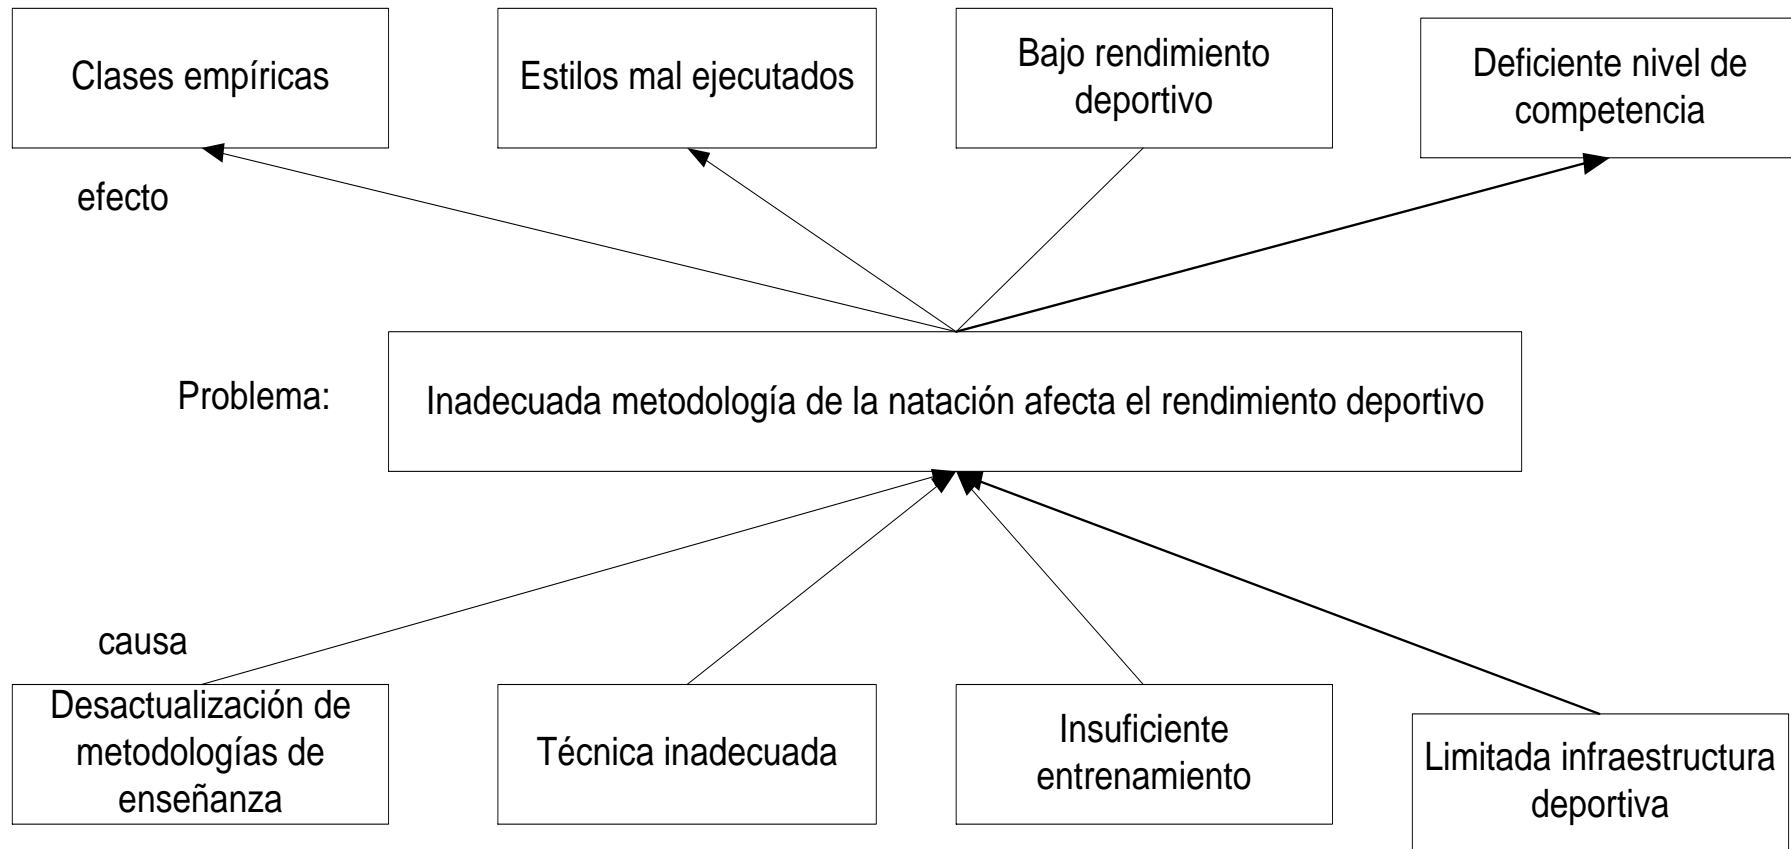 Clases empíricas
Estilos mal ejecutados
Bajo rendimiento
deportivo
Deficiente nivel de
competencia
efecto
Problema:
Inadecuada metodología de la natación afecta el rendimiento deportivo
causa
Desactualización de
metodologías de
enseñanza
Técnica inadecuada
Insuficiente
entrenamiento
Limitada infraestructura
deportiva